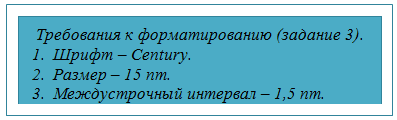 Требования к форматированию (задание 3).
1. Шрифт – Century.
2. Размер – 15 пт.
3. Междустрочный интервал – 1,5 пт.